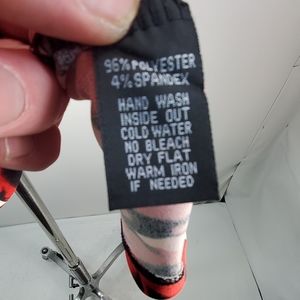 96% POLYESTER
4% SPANDEX
HAND WASH
INSIDE OUT
COLD WATER
NO BLEACH
DRY FLAT
WARM IRON
IF NEEDED